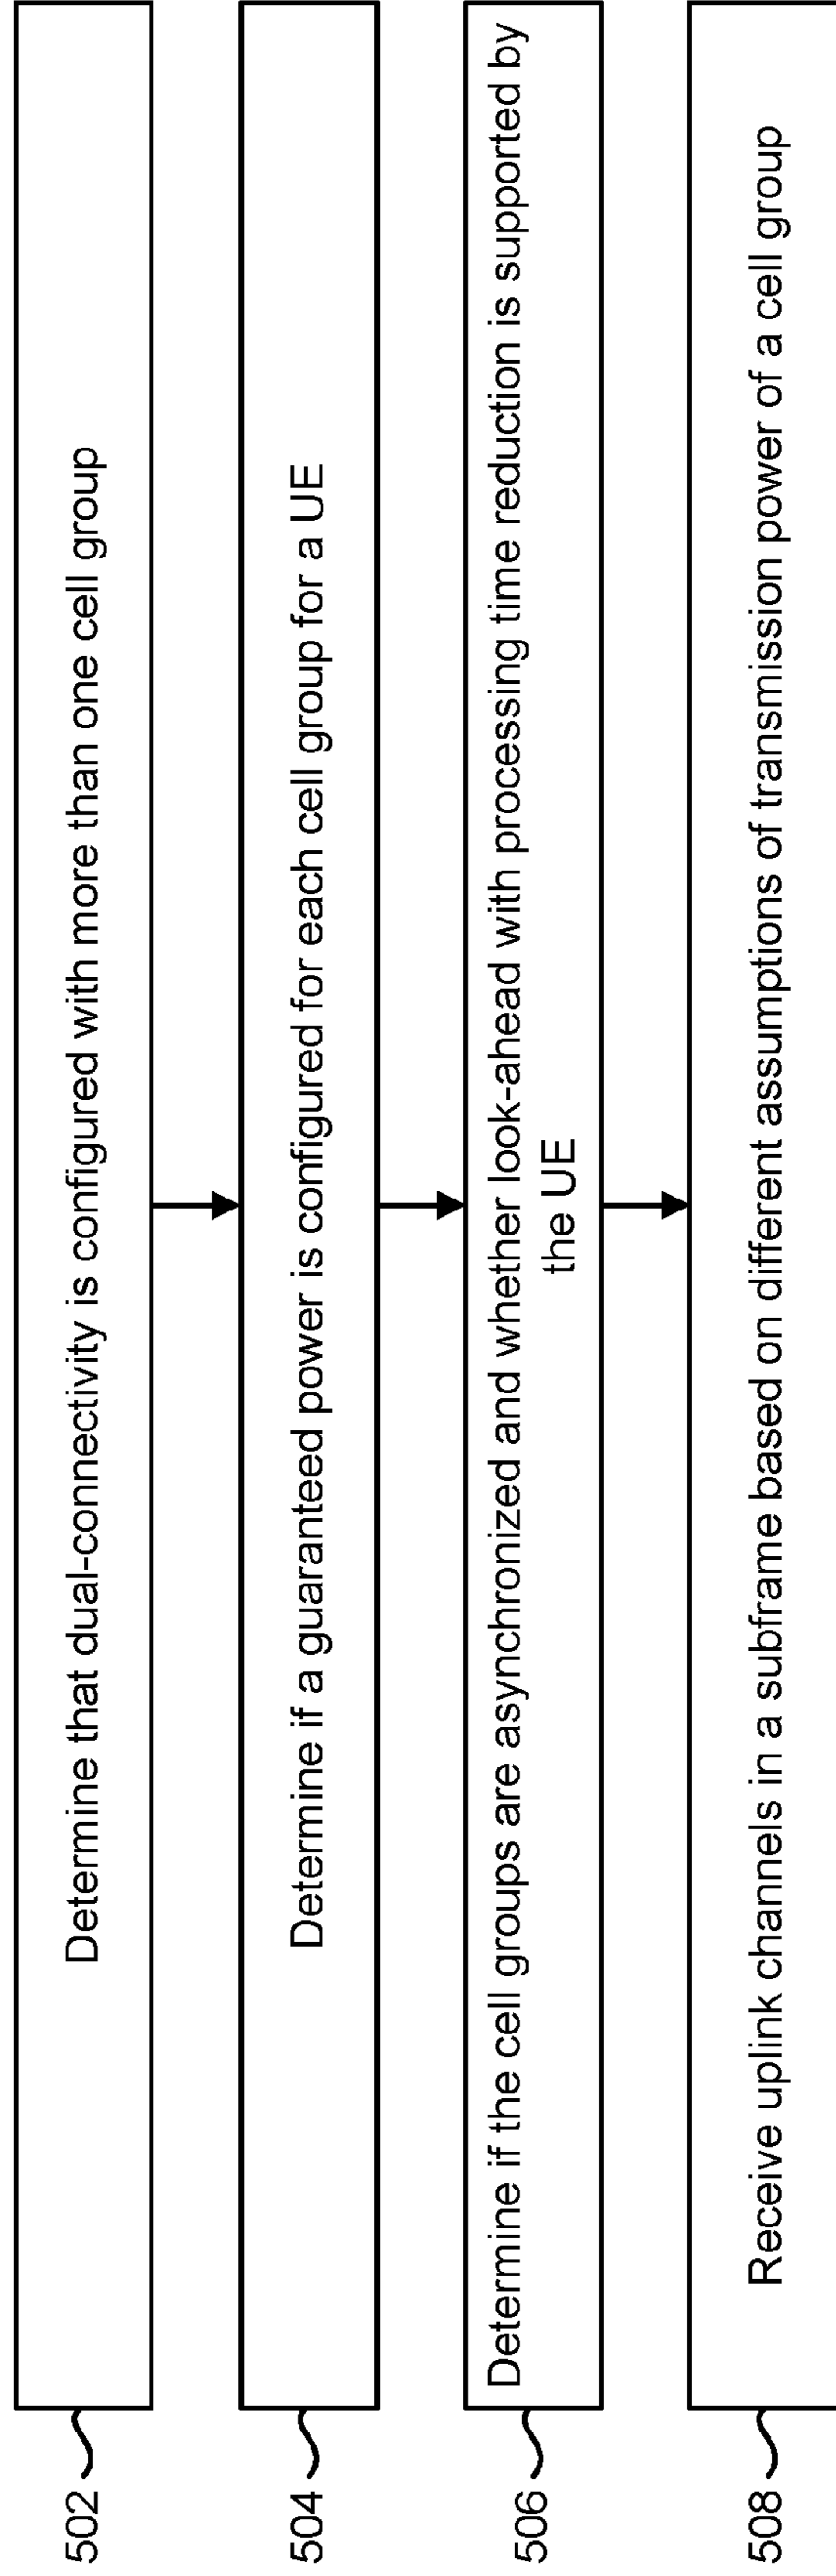 502
Determine that dual-connectivity is configured with more than one cell group
504
Determine if a guaranteed power is configured for each cell group for a UE
506
Determine if the cell groups are asynchronized and whether look-ahead with processing time reduction is supported by
the UE
508
Receive uplink channels in a subframe based on different assumptions of transmission power of a cell group